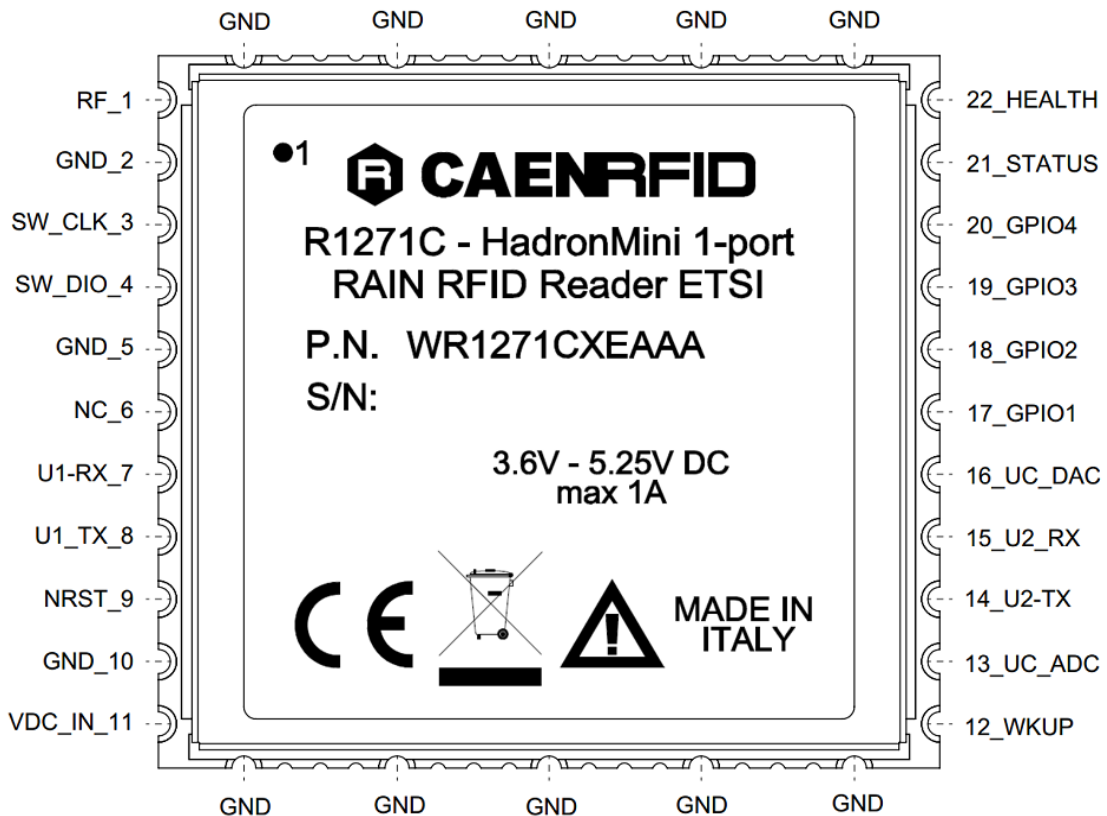 GND GND GND GND GND
RF_1
GND_2
SW_CLK_3
SW_DIO_4
GND_5
NC_6
U1-RX_7
U1_TX_8
NRST_9
GND_10
VDC_IN_11
1
R CAENRFID
R1271C - HadronMini 1-port
RAIN RFID Reader ETSI
P.N. WR1271CXEAAA
S/N:
3.6V - 5.25V DC
max 1A
CE
MADE IN
ITALY
22_HEALTH
21_STATUS
20_GPIO4
19_GPIO3
18_GPIO2
17_GPIO1
16_UC_DAC
15_U2_RX
14_U2-TX
13_UC_ADC
12_WKUP
GND GND GND GND GND